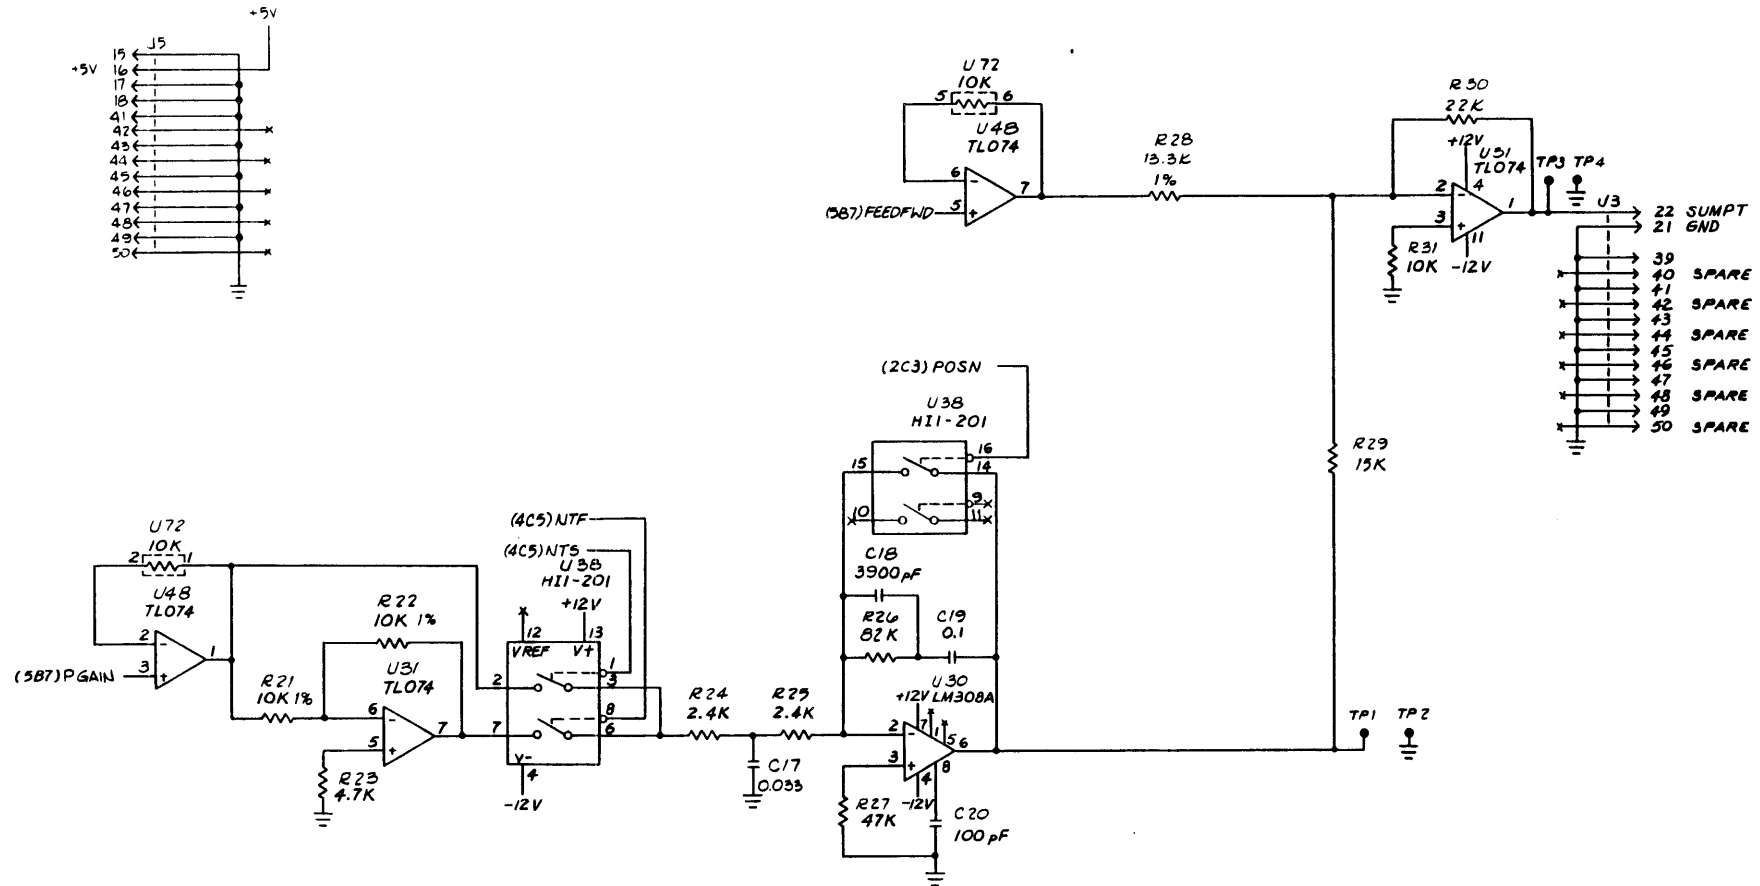 +5V
J5
15
+5V 16
17
18
41
42
43
44
45
46
47
48
49
50
U72
10K
5 6
U48
TL074
6 -
7
5 +
(5B7) FEEDFWD
R28
13.3K
1%
R30
22K
+12V
U31
TL074
4
2 -
1
3 +
11
-12V
R31
10K
TP3 TP4
J3
22 SUMPT
21 GND
39
40 SPARE
41
42 SPARE
43
44 SPARE
45
46 SPARE
47
48 SPARE
49
50 SPARE
R29
15K
(2C3) POSN
U38
HI1-201
16
15 14
9
10 11
C18
3900pF
R26
82K
C19
0.1
U30
+12V LM308A
7 1 5
2 -
6
3 +
4 8
-12V
R27
47K
C20
100pF
TP1 TP2
U72
10K
2 1
U48
TL074
2 -
1
3 +
(5B7) PGAIN
R21
10K 1%
R22
10K 1%
U31
TL074
6 -
7
5 +
R23
4.7K
(4C5) NTF
(4C5) NTS
U38
HI1-201
+12V
12 13
VREF V+
1
2 3
8
7 6
V-
4
-12V
R24
2.4K
R25
2.4K
C17
0.033